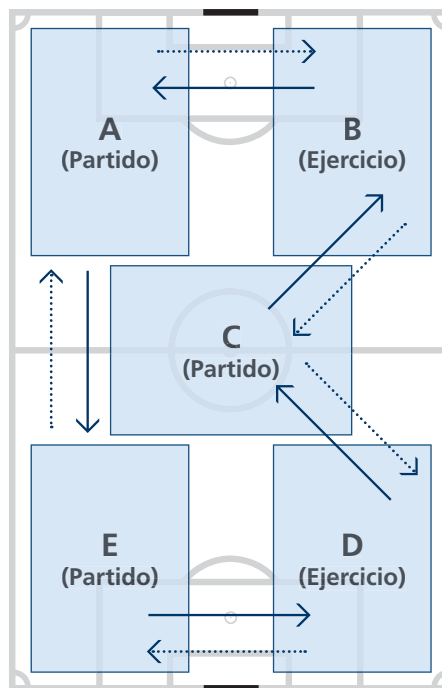 A
(Partido)
B
(Ejercicio)
C
(Partido)
E
(Partido)
D
(Ejercicio)